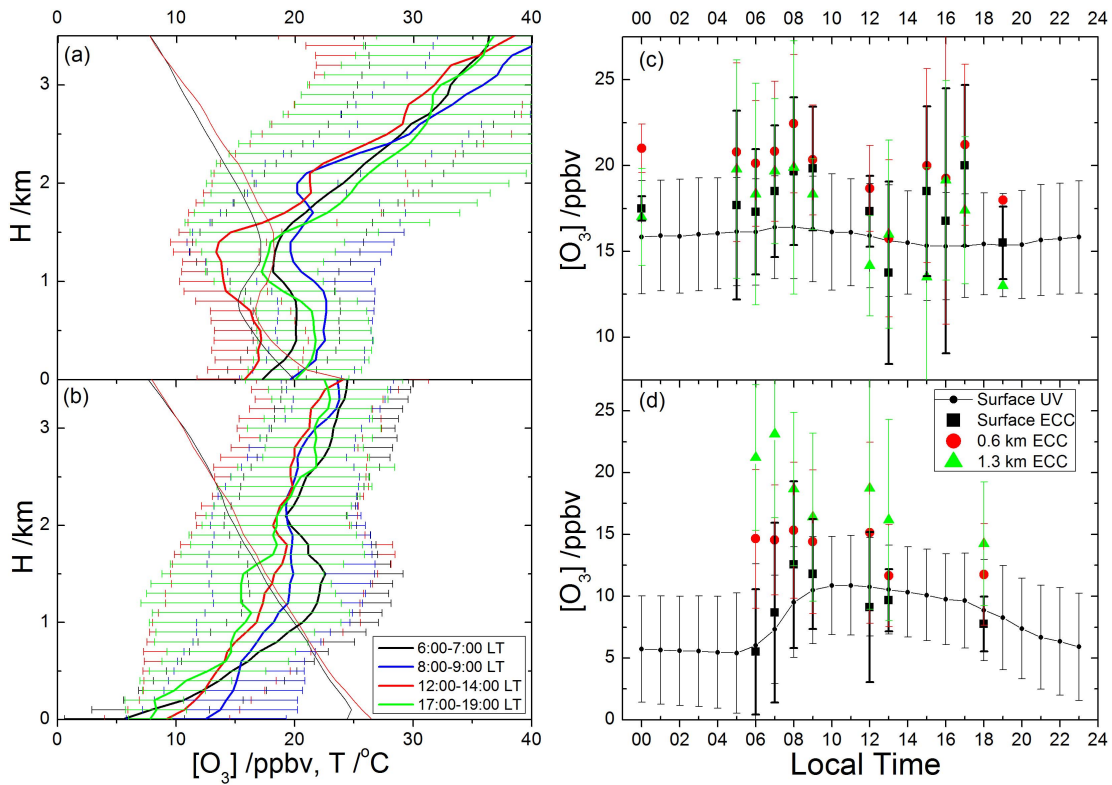 0 10 20 30 40
(a)
3
2
1
0
H /km
(b)
3
2
1
0
H /km
6:00-7:00 LT
8:00-9:00 LT
12:00-14:00 LT
17:00-19:00 LT
0 10 20 30 40
[O3] /ppbv, T /°C
00 02 04 06 08 10 12 14 16 18 20 22 24
(c)
25
20
15
10
[O3] /ppbv
(d)
Surface UV
Surface ECC
0.6 km ECC
1.3 km ECC
25
20
15
10
5
0
[O3] /ppbv
00 02 04 06 08 10 12 14 16 18 20 22 24
Local Time